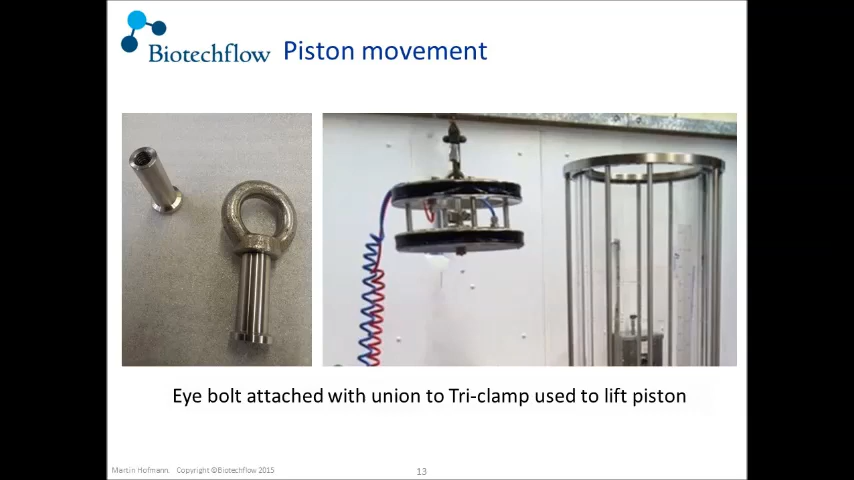 Biotechflow
Piston movement
Eye bolt attached with union to Tri-clamp used to lift piston
Martin Hofmann. Copyright ©Biotechflow 2015
13